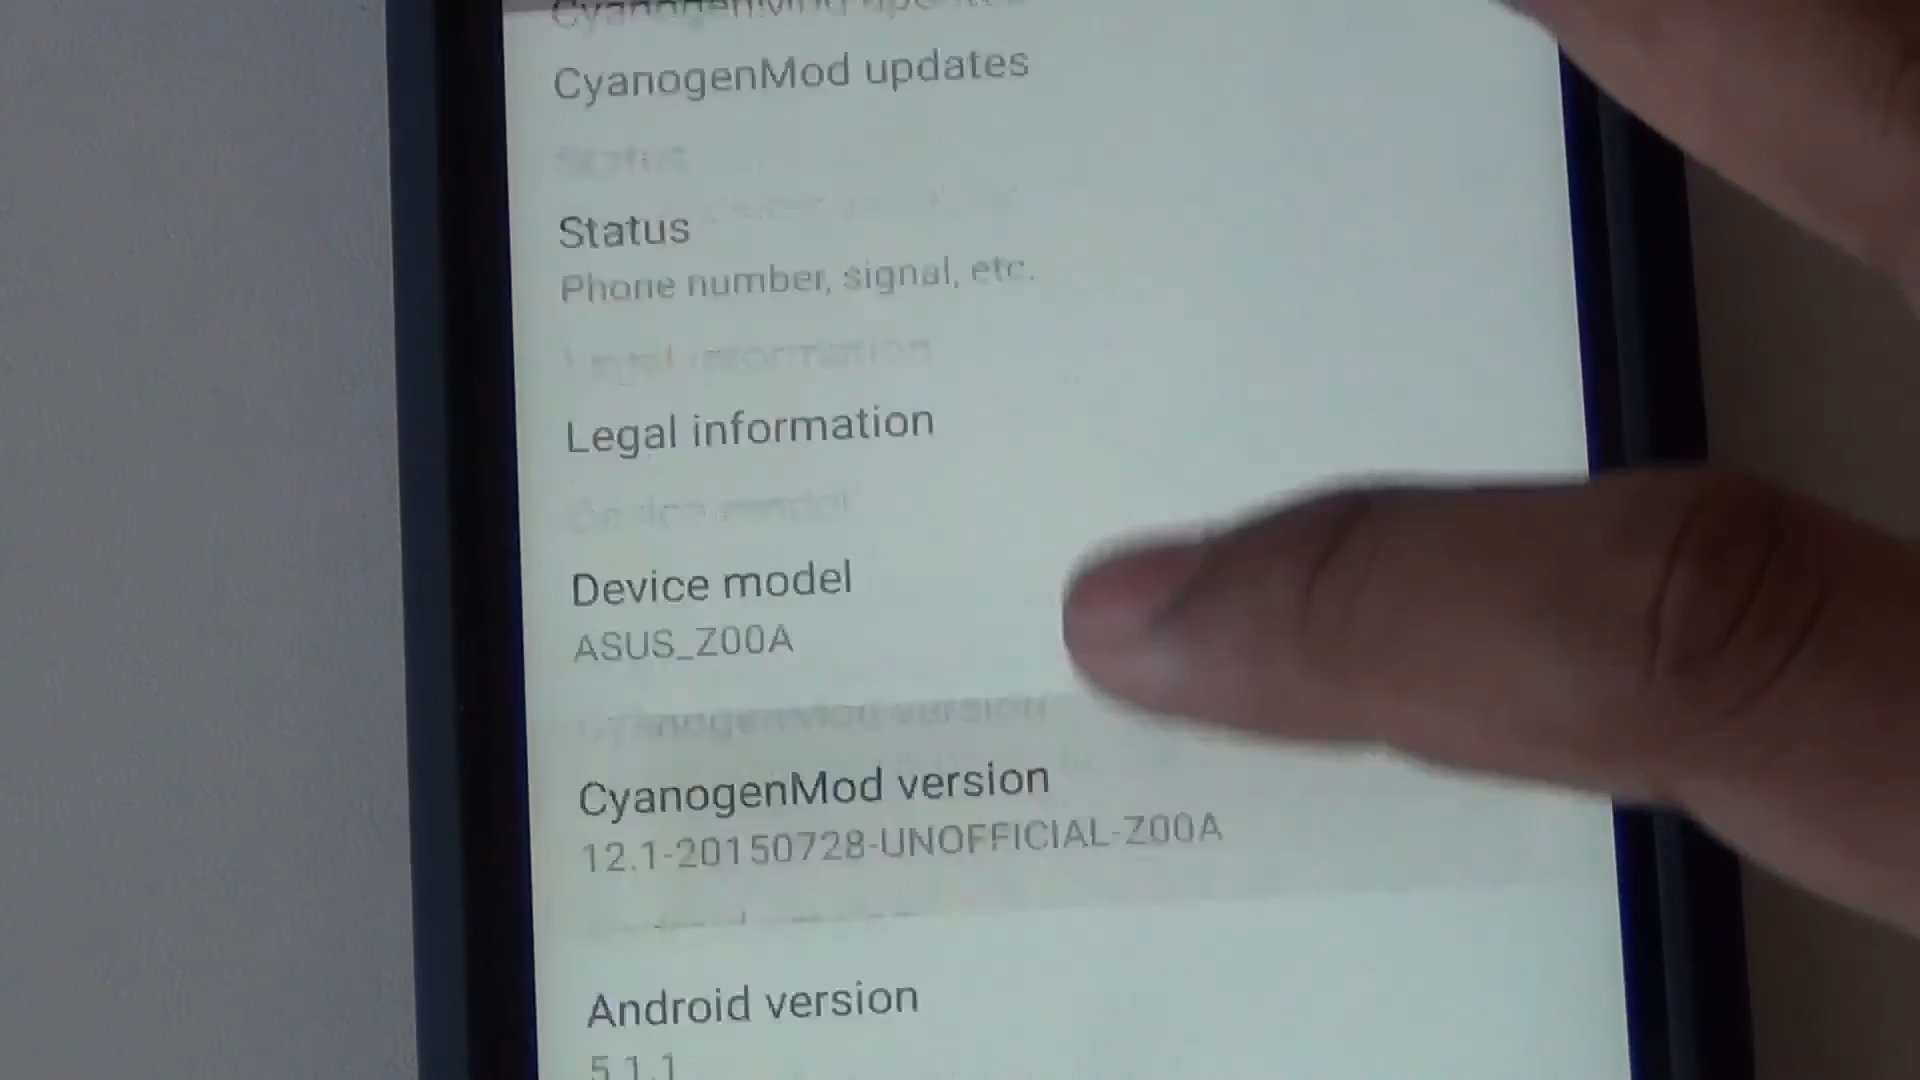 CyanogenMod updates
Status
Phone number, signal, etc.
Legal information
Device model
ASUS_Z00A
CyanogenMod version
12.1-20150728-UNOFFICIAL-Z00A
Android version
5.1.1